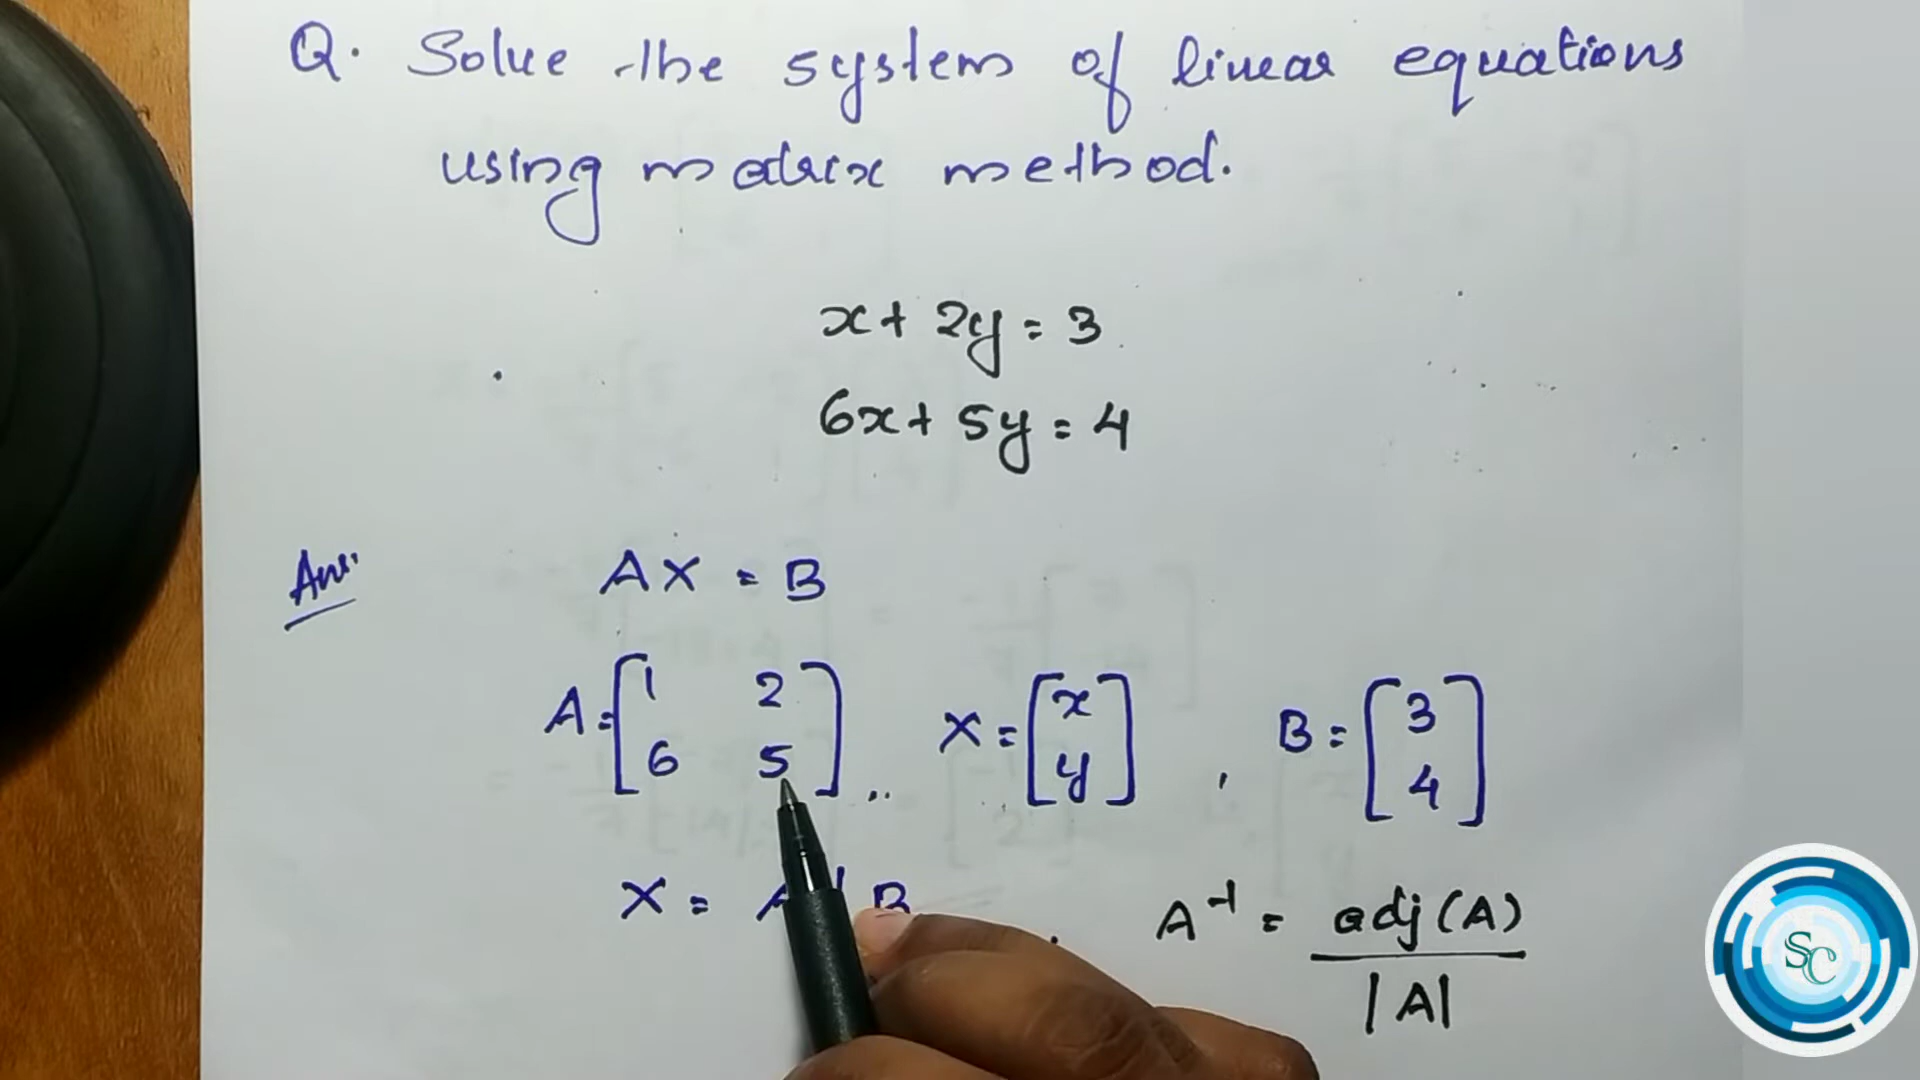 Q. Solve the system of linear equations
using matrix method.
x + 2y = 3
6x + 5y = 4
Ans:
AX = B
A = [1 2
6 5], X = [x
y], B = [3
4]
X = B
A⁻¹ = adj(A)
|A|
SC